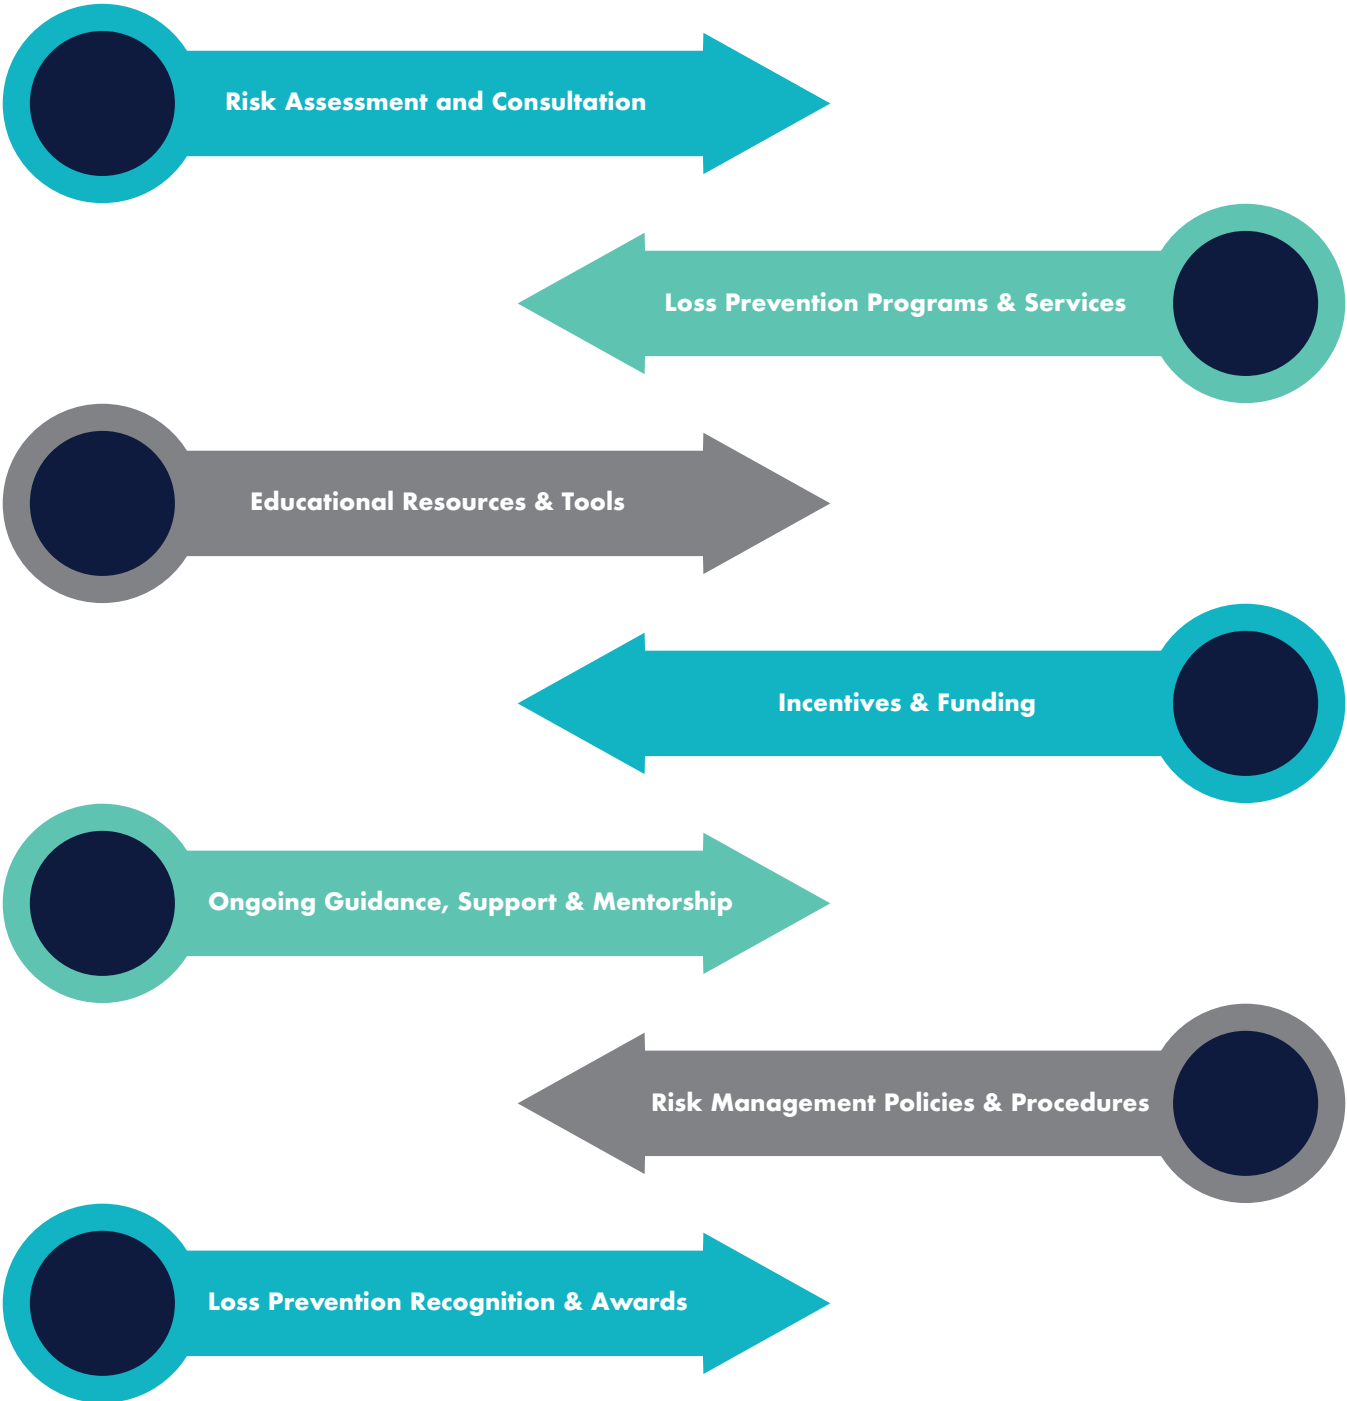 Risk Assessment and Consultation
Loss Prevention Programs & Services
Educational Resources & Tools
Incentives & Funding
Ongoing Guidance, Support & Mentorship
Risk Management Policies & Procedures
Loss Prevention Recognition & Awards